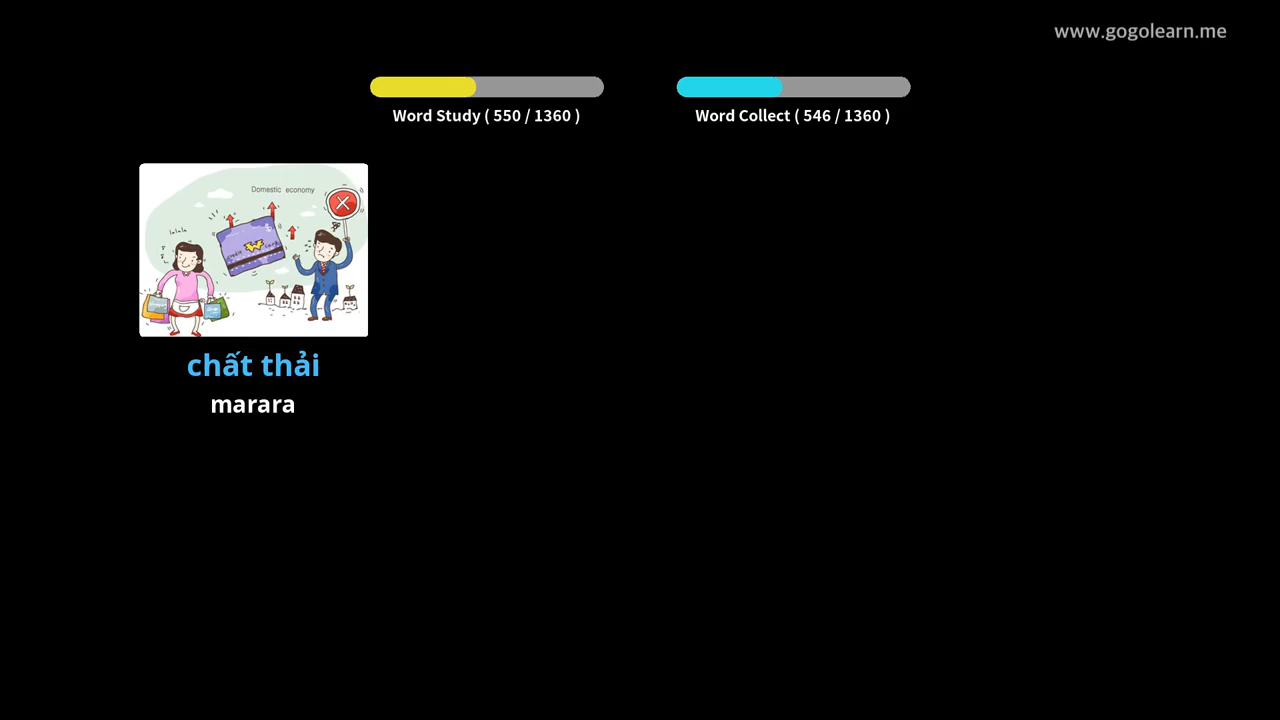 www.gogolearn.me
Word Study ( 550 / 1360 )
Word Collect ( 546 / 1360 )
Domestic economy
lalala
chất thải
marara